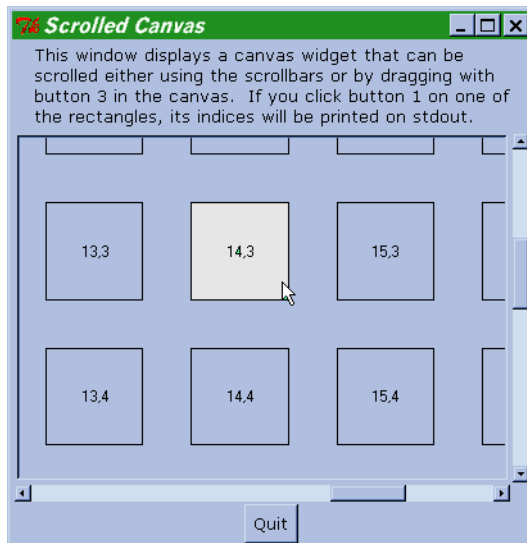 Scrolled Canvas
This window displays a canvas widget that can be
scrolled either using the scrollbars or by dragging with
button 3 in the canvas.  If you click button 1 on one of
the rectangles, its indices will be printed on stdout.
13,3 14,3 15,3
13,4 14,4 15,4
Quit